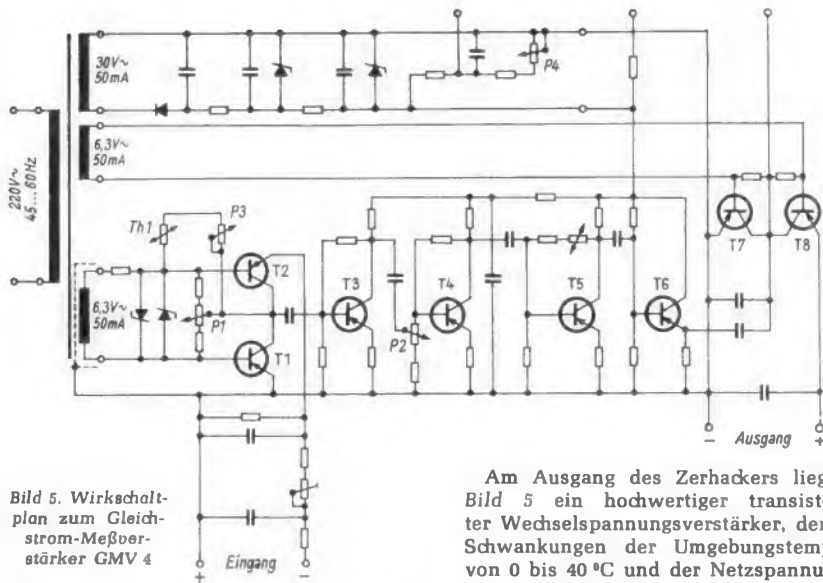 30V~
50mA
P4
220V~
45...60Hz
6,3V~
50mA
Th1
P3
T7
T8
T2
6,3V~
50mA
P1
T3
T4
T5
T6
P2
T1
− Ausgang +
Bild 5. Wirkschalt-
plan zum Gleich-
strom-Meßver-
stärker GMV 4
+ Eingang −
Am Ausgang des Zerhackers lieg
Bild 5 ein hochwertiger transisto
ter Wechselspannungsverstärker, der
Schwankungen der Umgebungstemp
von 0 bis 40 °C und der Netzspannu